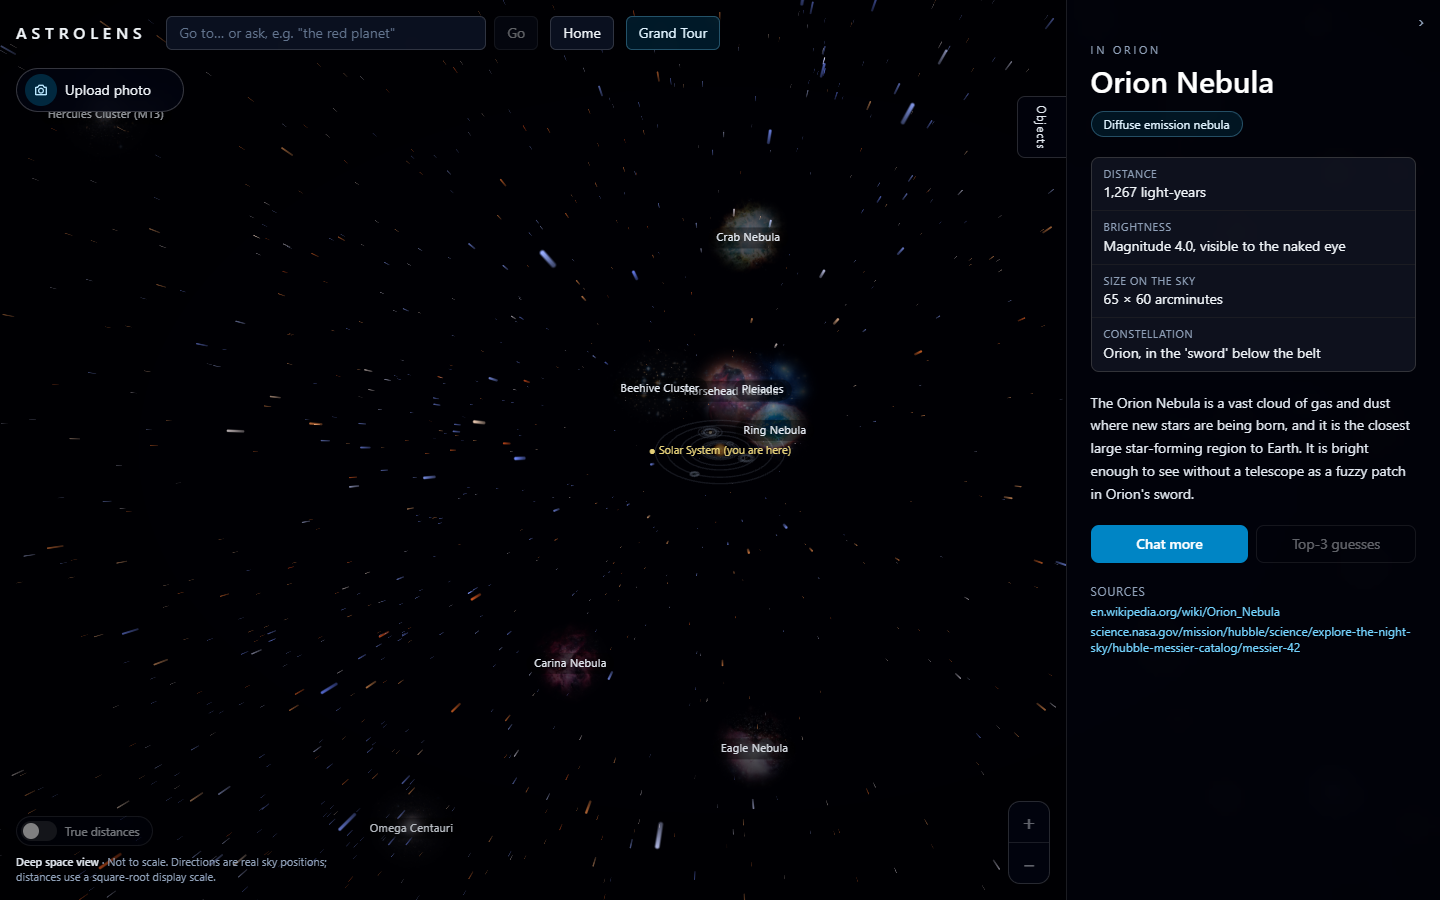 ASTROLENS
Go to... or ask, e.g. "the red planet"
Go
Home
Grand Tour
Upload photo
Hercules Cluster (M13)
Objects
Crab Nebula
Beehive Cluster
Horsehead Nebula
Pleiades
Ring Nebula
Solar System (you are here)
Carina Nebula
Eagle Nebula
Omega Centauri
True distances
Deep space view · Not to scale. Directions are real sky positions;
distances use a square-root display scale.
+
−
›
IN ORION
Orion Nebula
Diffuse emission nebula
DISTANCE
1,267 light-years
BRIGHTNESS
Magnitude 4.0, visible to the naked eye
SIZE ON THE SKY
65 × 60 arcminutes
CONSTELLATION
Orion, in the 'sword' below the belt
The Orion Nebula is a vast cloud of gas and dust
where new stars are being born, and it is the closest
large star-forming region to Earth. It is bright
enough to see without a telescope as a fuzzy patch
in Orion's sword.
Chat more
Top-3 guesses
SOURCES
en.wikipedia.org/wiki/Orion_Nebula
science.nasa.gov/mission/hubble/science/explore-the-night-
sky/hubble-messier-catalog/messier-42